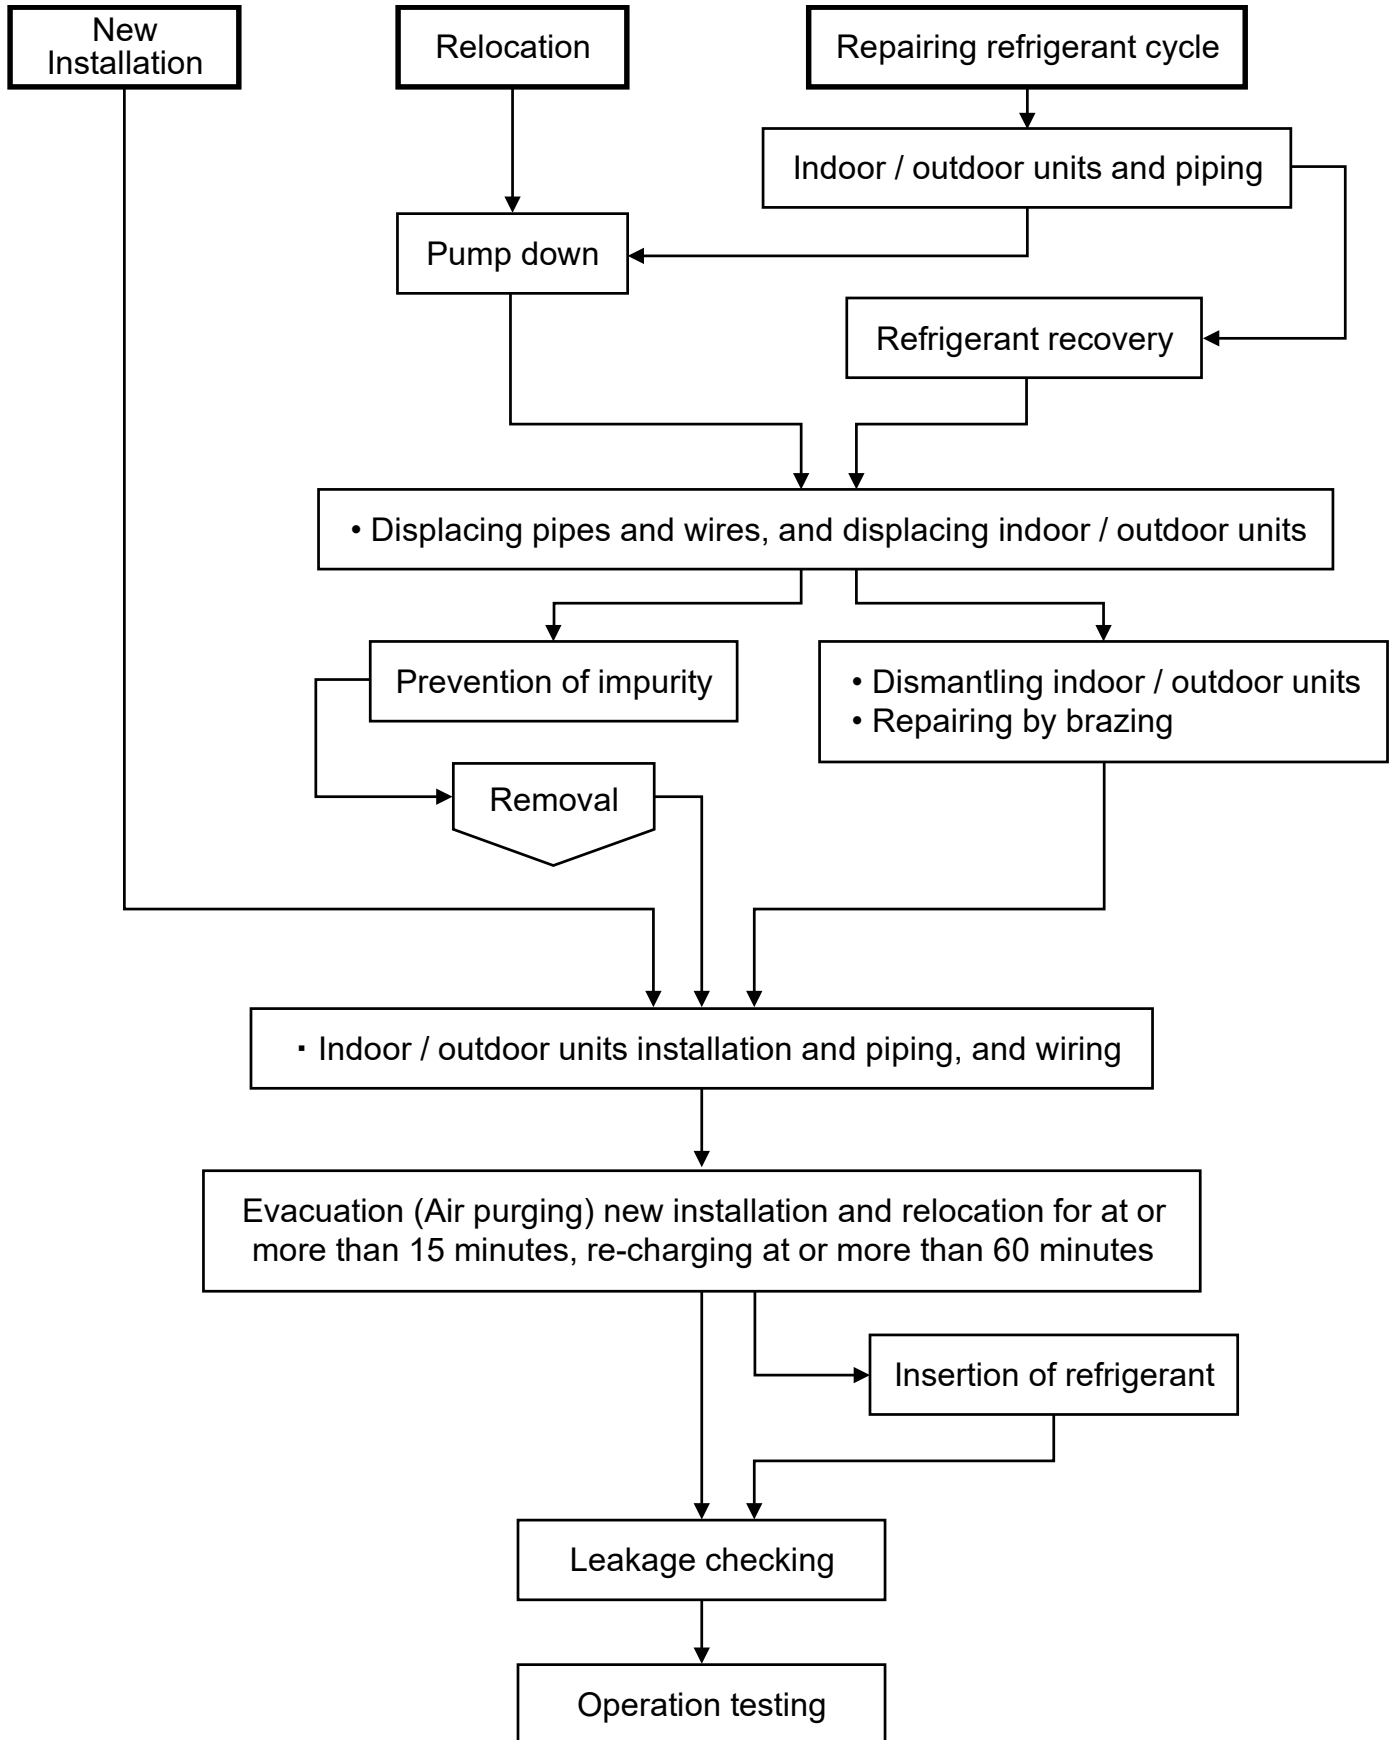 New
Installation
Relocation
Repairing refrigerant cycle
Indoor / outdoor units and piping
Pump down
Refrigerant recovery
• Displacing pipes and wires, and displacing indoor / outdoor units
Prevention of impurity
• Dismantling indoor / outdoor units
• Repairing by brazing
Removal
・Indoor / outdoor units installation and piping, and wiring
Evacuation (Air purging) new installation and relocation for at or
more than 15 minutes, re-charging at or more than 60 minutes
Insertion of refrigerant
Leakage checking
Operation testing